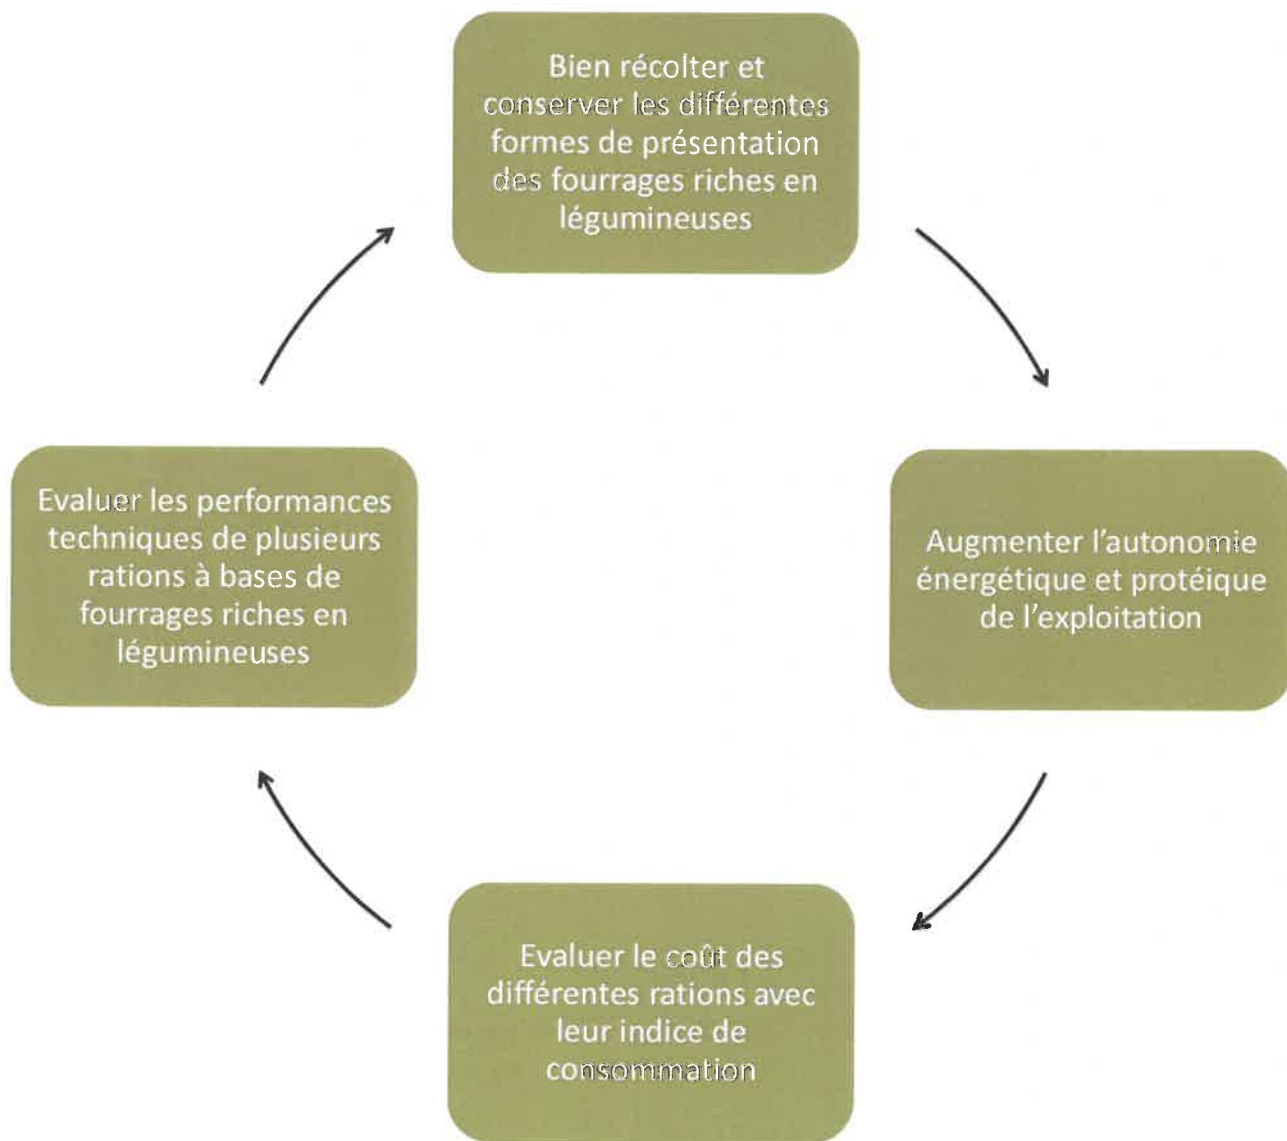 Bien récolter et
conserver les différentes
formes de présentation
des fourrages riches en
légumineuses
Augmenter l'autonomie
énergétique et protéique
de l'exploitation
Evaluer le coût des
différentes rations avec
leur indice de
consommation
Evaluer les performances
techniques de plusieurs
rations à bases de
fourrages riches en
légumineuses